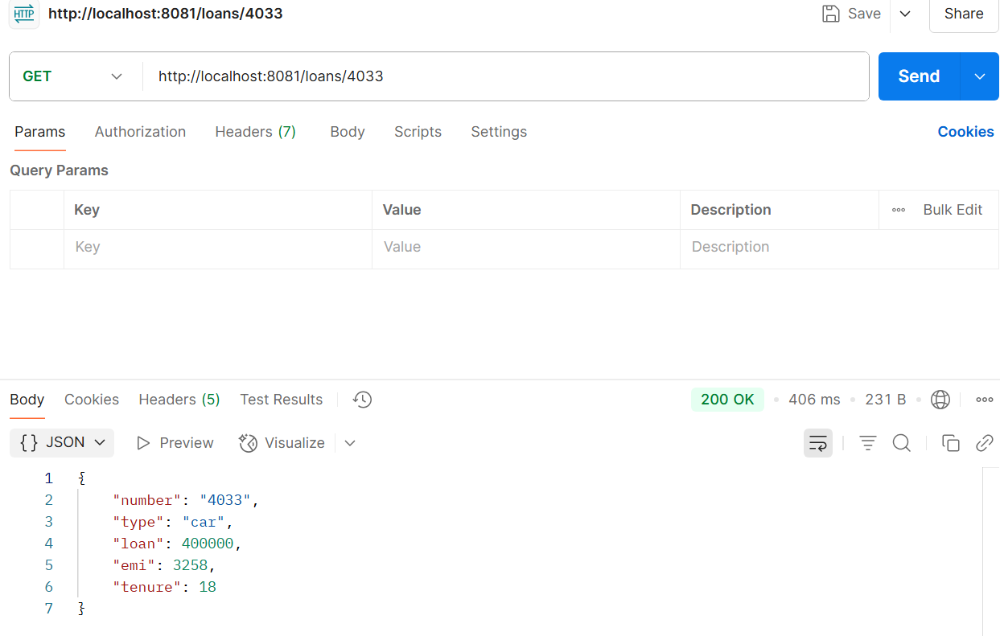 HTTP http://localhost:8081/loans/4033 Save Share
GET http://localhost:8081/loans/4033 Send
Params Authorization Headers (7) Body Scripts Settings Cookies
Query Params
Key Value Description Bulk Edit
Key Value Description
Body Cookies Headers (5) Test Results 200 OK • 406 ms • 231 B •
{} JSON Preview Visualize
1 {
2 "number": "4033",
3 "type": "car",
4 "loan": 400000,
5 "emi": 3258,
6 "tenure": 18
7 }